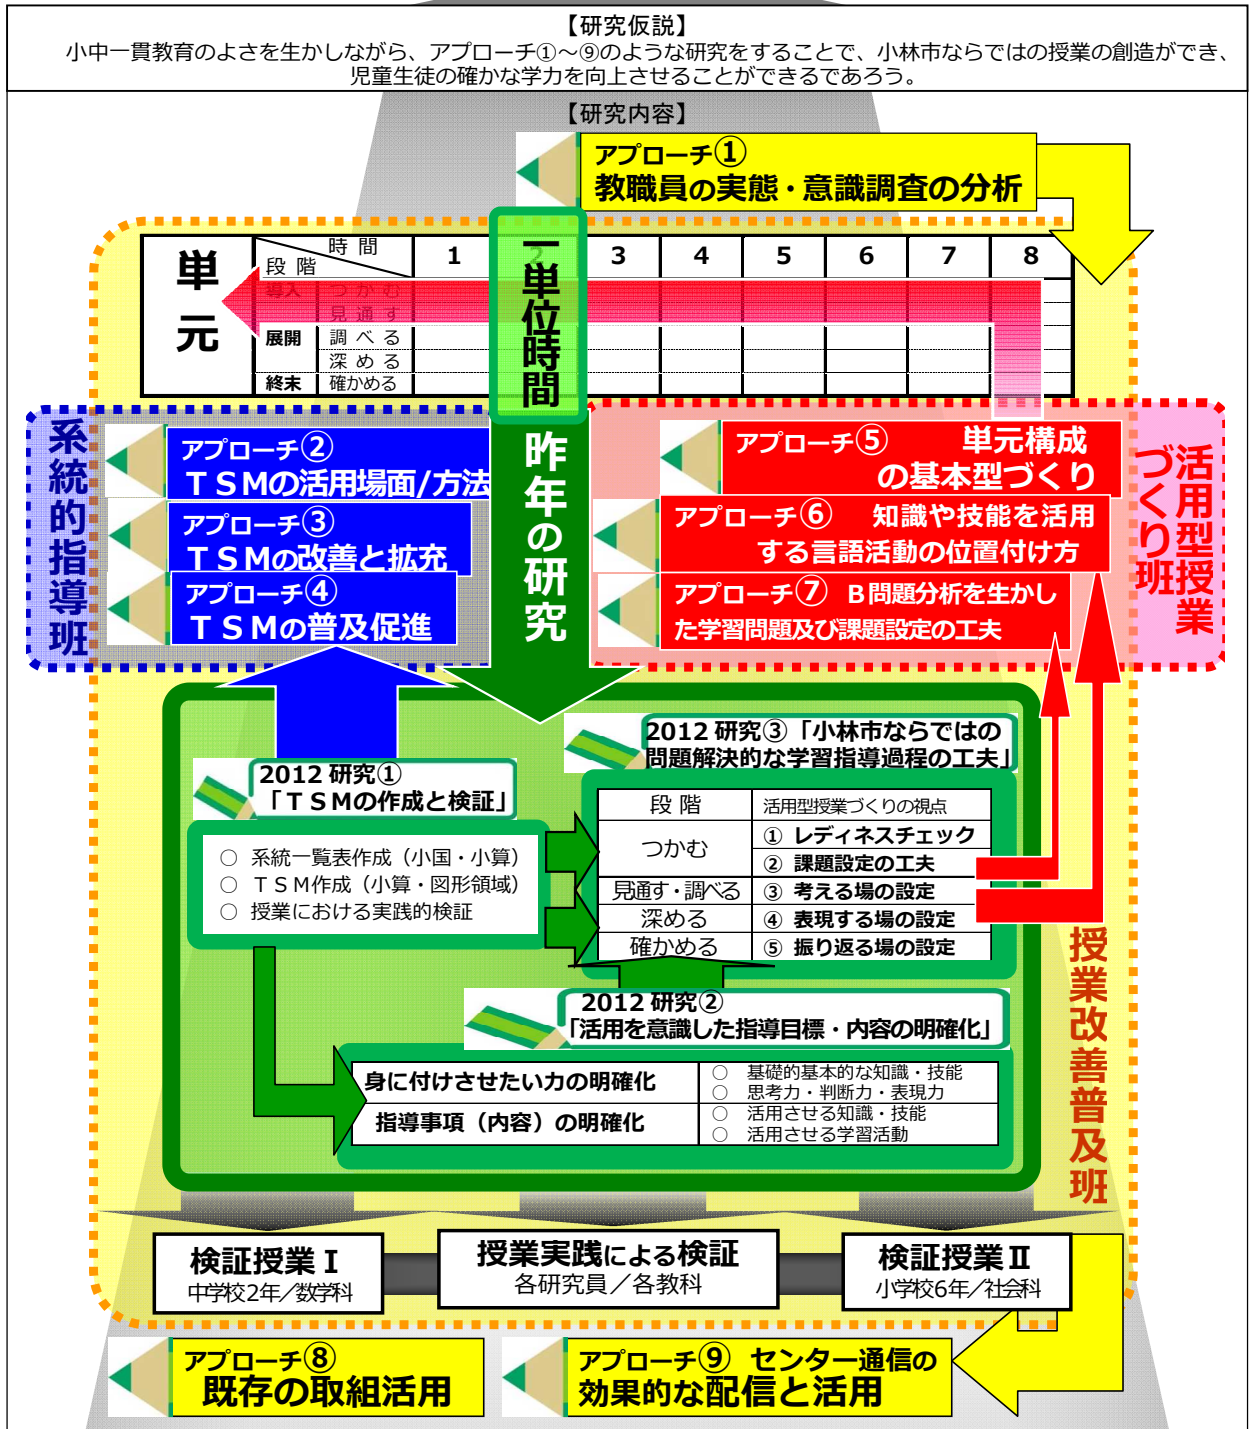 【研究仮説】
小中一貫教育のよさを生かしながら、アプローチ①～⑨のような研究をすることで、小林市ならではの授業の創造ができ、
児童生徒の確かな学力を向上させることができるであろう。
【研究内容】
アプローチ①
教職員の実態・意識調査の分析
単元
時間
段階
1 2 3 4 5 6 7 8
導入 つかむ
見通す
展開 調べる
深める
終末 確かめる
一単位時間
昨年の研究
系統的指導班
アプローチ②
ＴＳＭの活用場面/方法
アプローチ③
ＴＳＭの改善と拡充
アプローチ④
ＴＳＭの普及促進
活用型授業
づくり班
アプローチ⑤ 単元構成
の基本型づくり
アプローチ⑥ 知識や技能を活用
する言語活動の位置付け方
アプローチ⑦ Ｂ問題分析を生かし
た学習問題及び課題設定の工夫
2012 研究①
「ＴＳＭの作成と検証」
○ 系統一覧表作成（小国・小算）
○ ＴＳＭ作成（小算・図形領域）
○ 授業における実践的検証
2012 研究③「小林市ならではの
問題解決的な学習指導過程の工夫」
段階 活用型授業づくりの視点
つかむ ① レディネスチェック
② 課題設定の工夫
見通す・調べる ③ 考える場の設定
深める ④ 表現する場の設定
確かめる ⑤ 振り返る場の設定
2012 研究②
「活用を意識した指導目標・内容の明確化」
身に付けさせたい力の明確化
○ 基礎的基本的な知識・技能
○ 思考力・判断力・表現力
指導事項（内容）の明確化
○ 活用させる知識・技能
○ 活用させる学習活動
授業改善普及班
検証授業Ⅰ
中学校2年／数学科
授業実践による検証
各研究員／各教科
検証授業Ⅱ
小学校6年／社会科
アプローチ⑧
既存の取組活用
アプローチ⑨ センター通信の
効果的な配信と活用